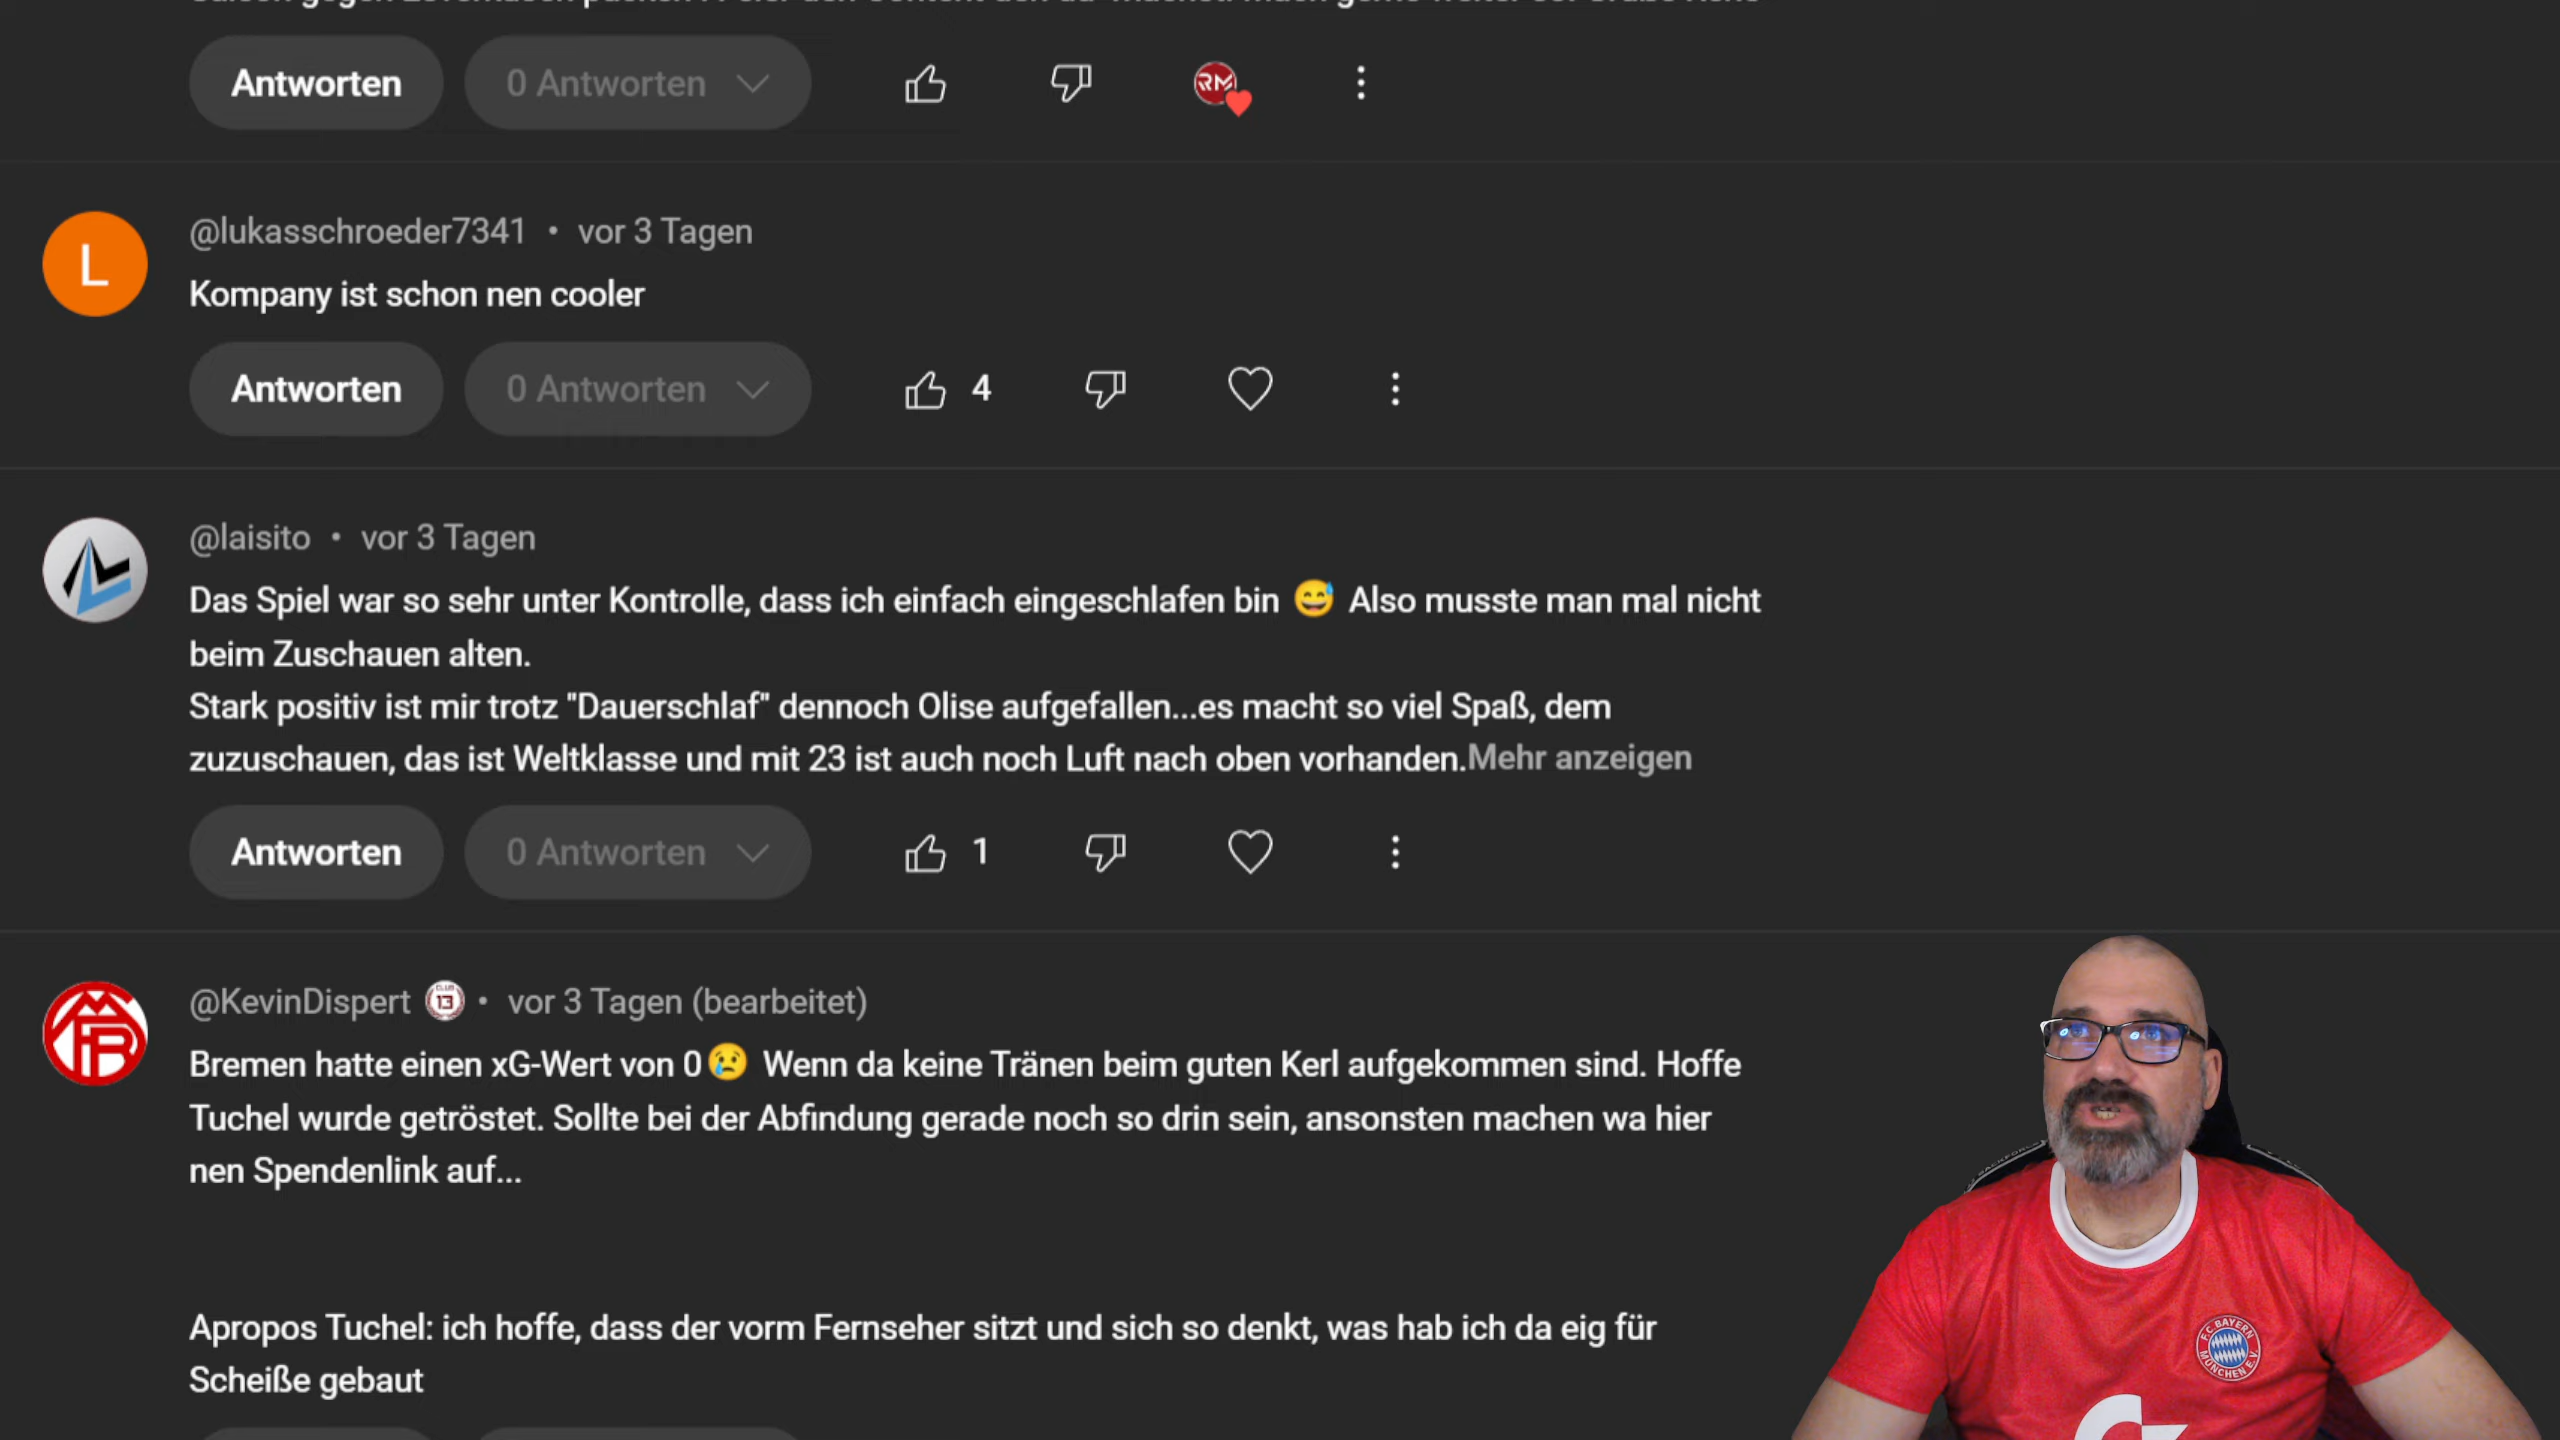 Antworten 0 Antworten RM
L @lukasschroeder7341 • vor 3 Tagen
Kompany ist schon nen cooler
Antworten 0 Antworten 4
@laisito • vor 3 Tagen
Das Spiel war so sehr unter Kontrolle, dass ich einfach eingeschlafen bin 😅 Also musste man mal nicht
beim Zuschauen alten.
Stark positiv ist mir trotz "Dauerschlaf" dennoch Olise aufgefallen...es macht so viel Spaß, dem
zuzuschauen, das ist Weltklasse und mit 23 ist auch noch Luft nach oben vorhanden.Mehr anzeigen
Antworten 0 Antworten 1
@KevinDispert CLUB 13 • vor 3 Tagen (bearbeitet)
Bremen hatte einen xG-Wert von 0😢 Wenn da keine Tränen beim guten Kerl aufgekommen sind. Hoffe
Tuchel wurde getröstet. Sollte bei der Abfindung gerade noch so drin sein, ansonsten machen wa hier
nen Spendenlink auf...
Apropos Tuchel: ich hoffe, dass der vorm Fernseher sitzt und sich so denkt, was hab ich da eig für
Scheiße gebaut
F.C. BAYERN
MÜNCHEN E.V.